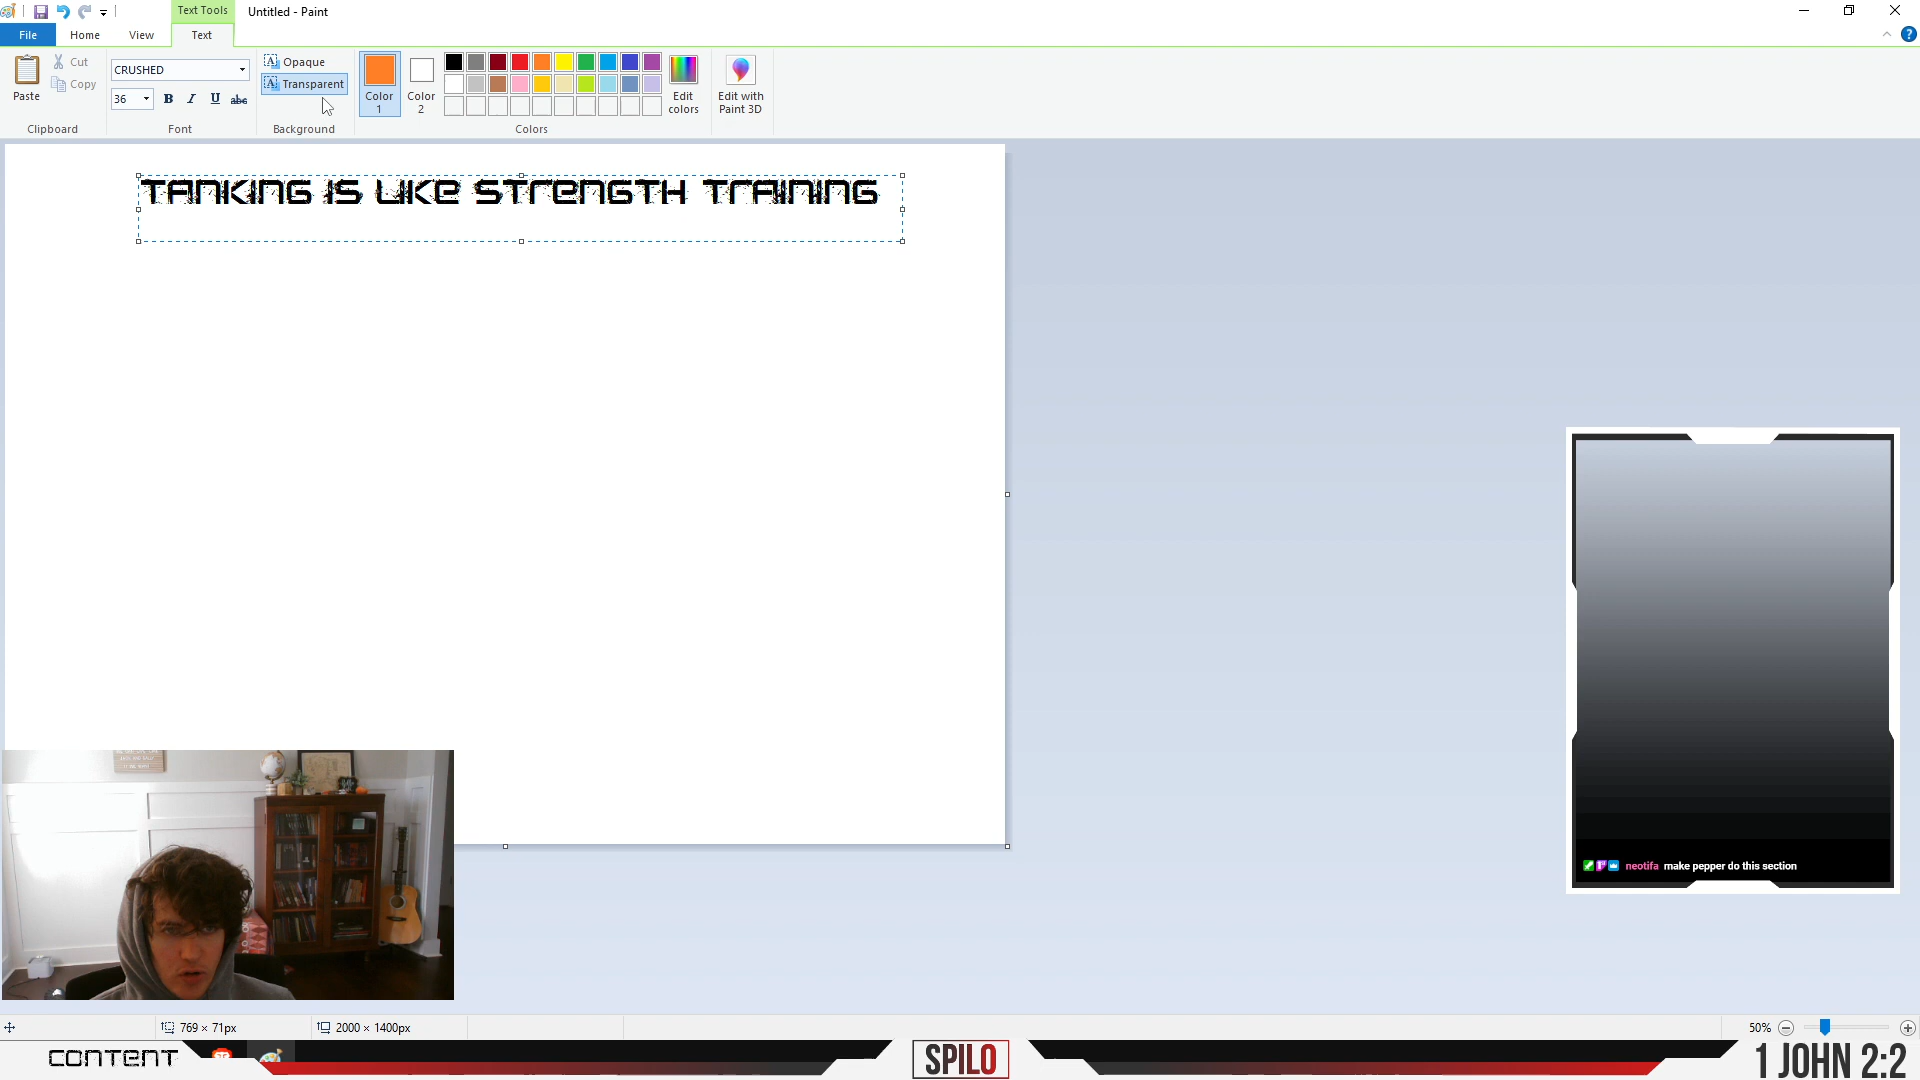 Text Tools
Untitled - Paint
File
Home
View
Text
Paste
Cut
Copy
Clipboard
CRUSHED
36
B I U abc
Font
Opaque
Transparent
Background
Color 1
Color 2
Edit colors
Colors
Edit with Paint 3D
TANKING IS LIKE STRENGTH TRAINING
neotifa make pepper do this section
769 × 71px
2000 × 1400px
50%
CONTENT
SPILO
1 JOHN 2:2